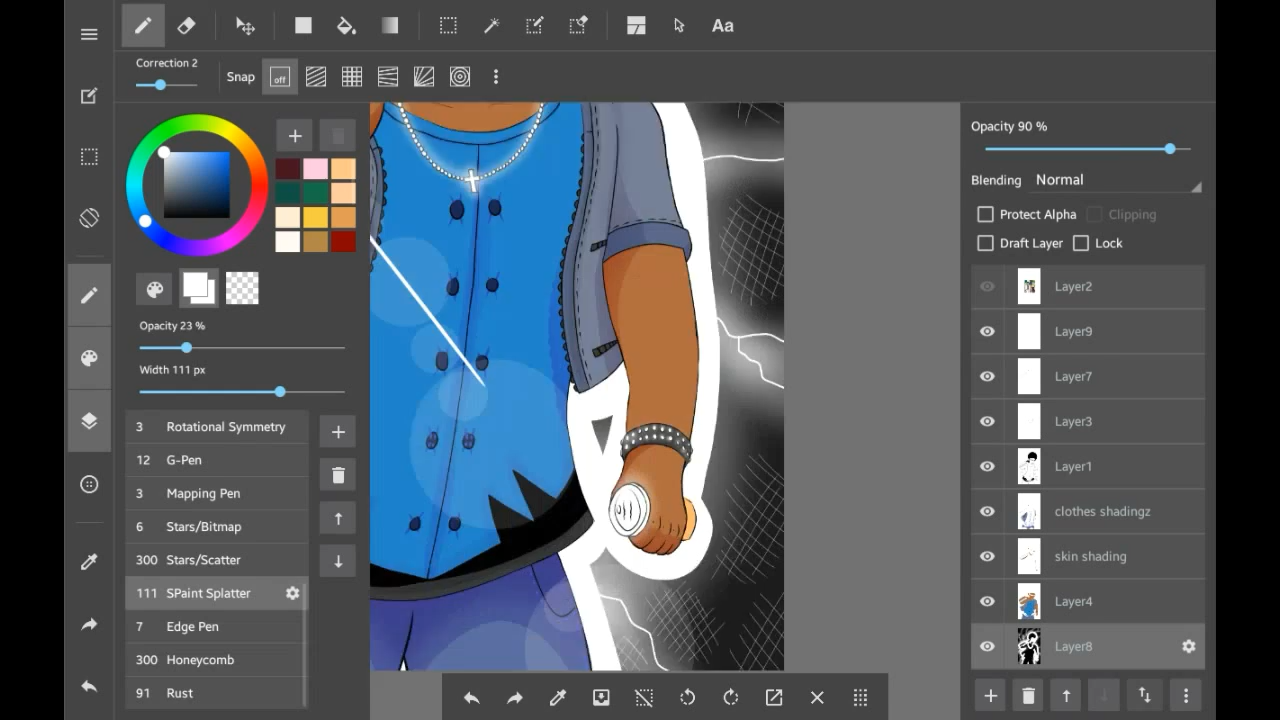 Aa
Correction 2
Snap
off
Opacity 23 %
Width 111 px
3 Rotational Symmetry
12 G-Pen
3 Mapping Pen
6 Stars/Bitmap
300 Stars/Scatter
111 SPaint Splatter
7 Edge Pen
300 Honeycomb
91 Rust
Opacity 90 %
Blending Normal
Protect Alpha Clipping
Draft Layer Lock
Layer2
Layer9
Layer7
Layer3
Layer1
clothes shadingz
skin shading
Layer4
Layer8